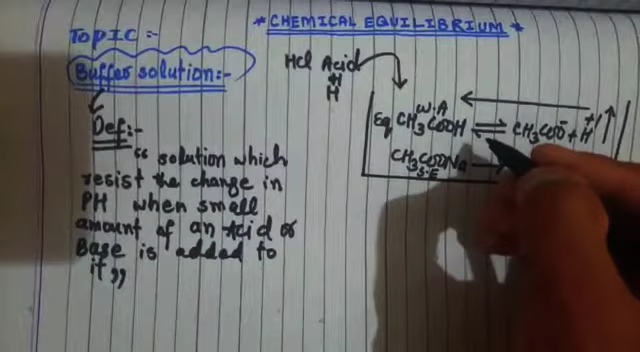 * CHEMICAL EQUILIBRIUM *
TOPIC :-
Buffer solution:-
Def:-
" solution which
resist the change in
PH when small
amount of an Acid or
Base is added to
it "
Hcl Acid
H
H
W.A
Eq CH₃COOH ⇌ CH₃COO⁻ + H⁺ ↑
CH₃COONa →
S.E